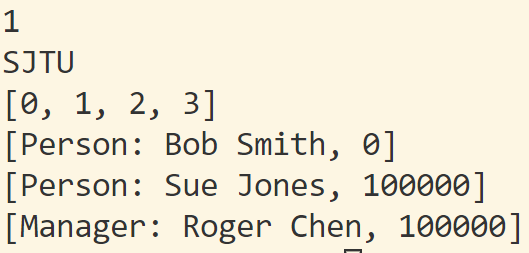 1
SJTU
[0, 1, 2, 3]
[Person: Bob Smith, 0]
[Person: Sue Jones, 100000]
[Manager: Roger Chen, 100000]